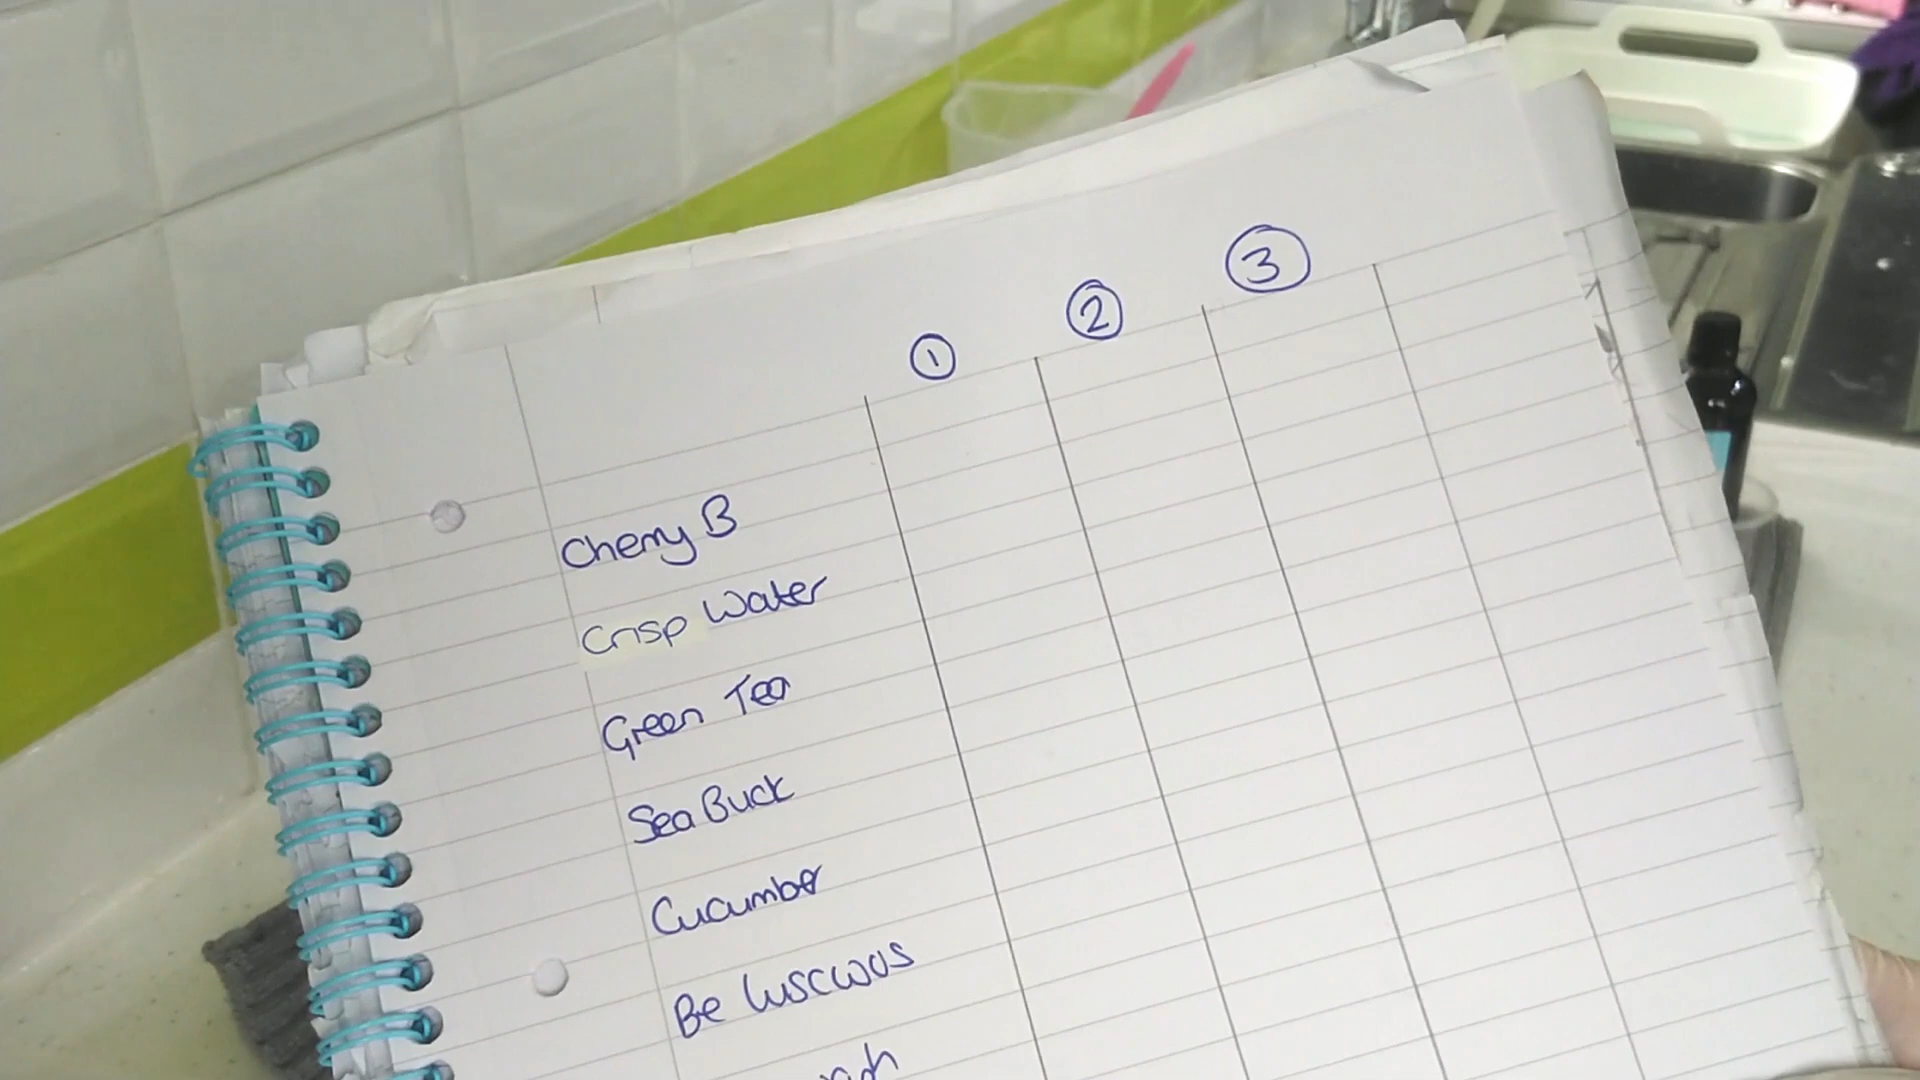 ① ② ③
Cherry B
Crisp Water
Green Tea
Sea Buck
Cucumber
Be luscious